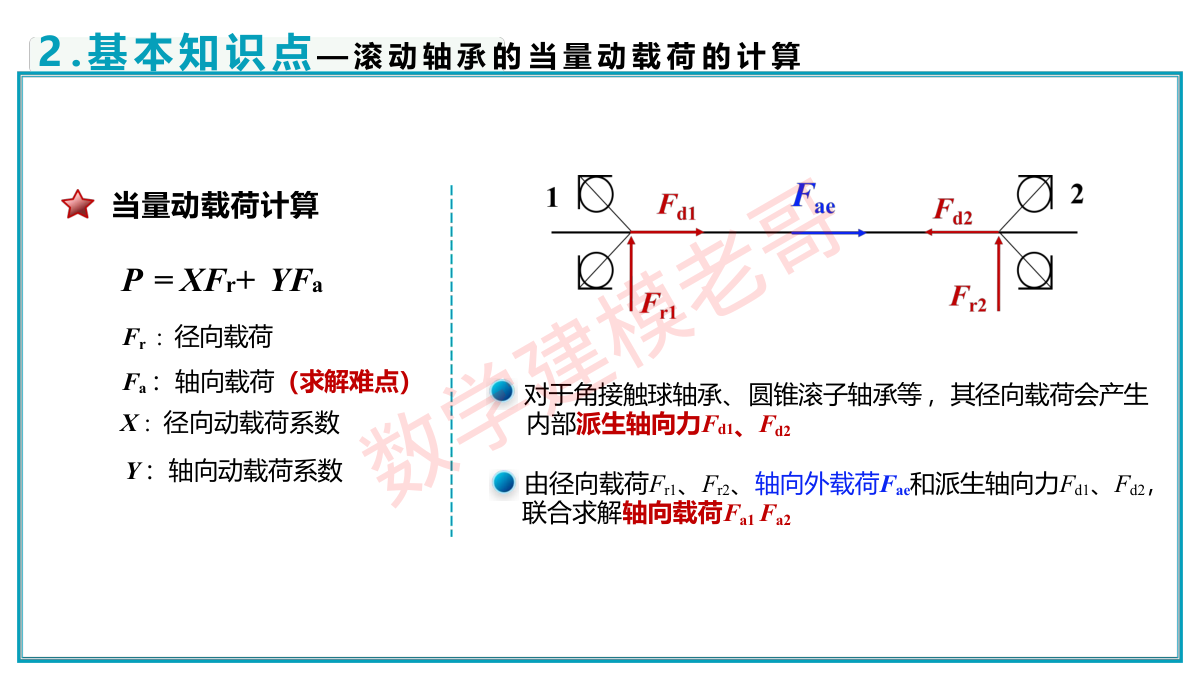 2.基本知识点—滚动轴承的当量动载荷的计算
当量动载荷计算
P = XFr+ YFa
Fr : 径向载荷
Fa : 轴向载荷（求解难点）
X : 径向动载荷系数
Y : 轴向动载荷系数
1
Fd1
Fae
Fd2
2
Fr1
Fr2
对于角接触球轴承、圆锥滚子轴承等，其径向载荷会产生
内部派生轴向力Fd1、Fd2
由径向载荷Fr1、Fr2、轴向外载荷Fae和派生轴向力Fd1、Fd2，
联合求解轴向载荷Fa1 Fa2
数学建模老哥